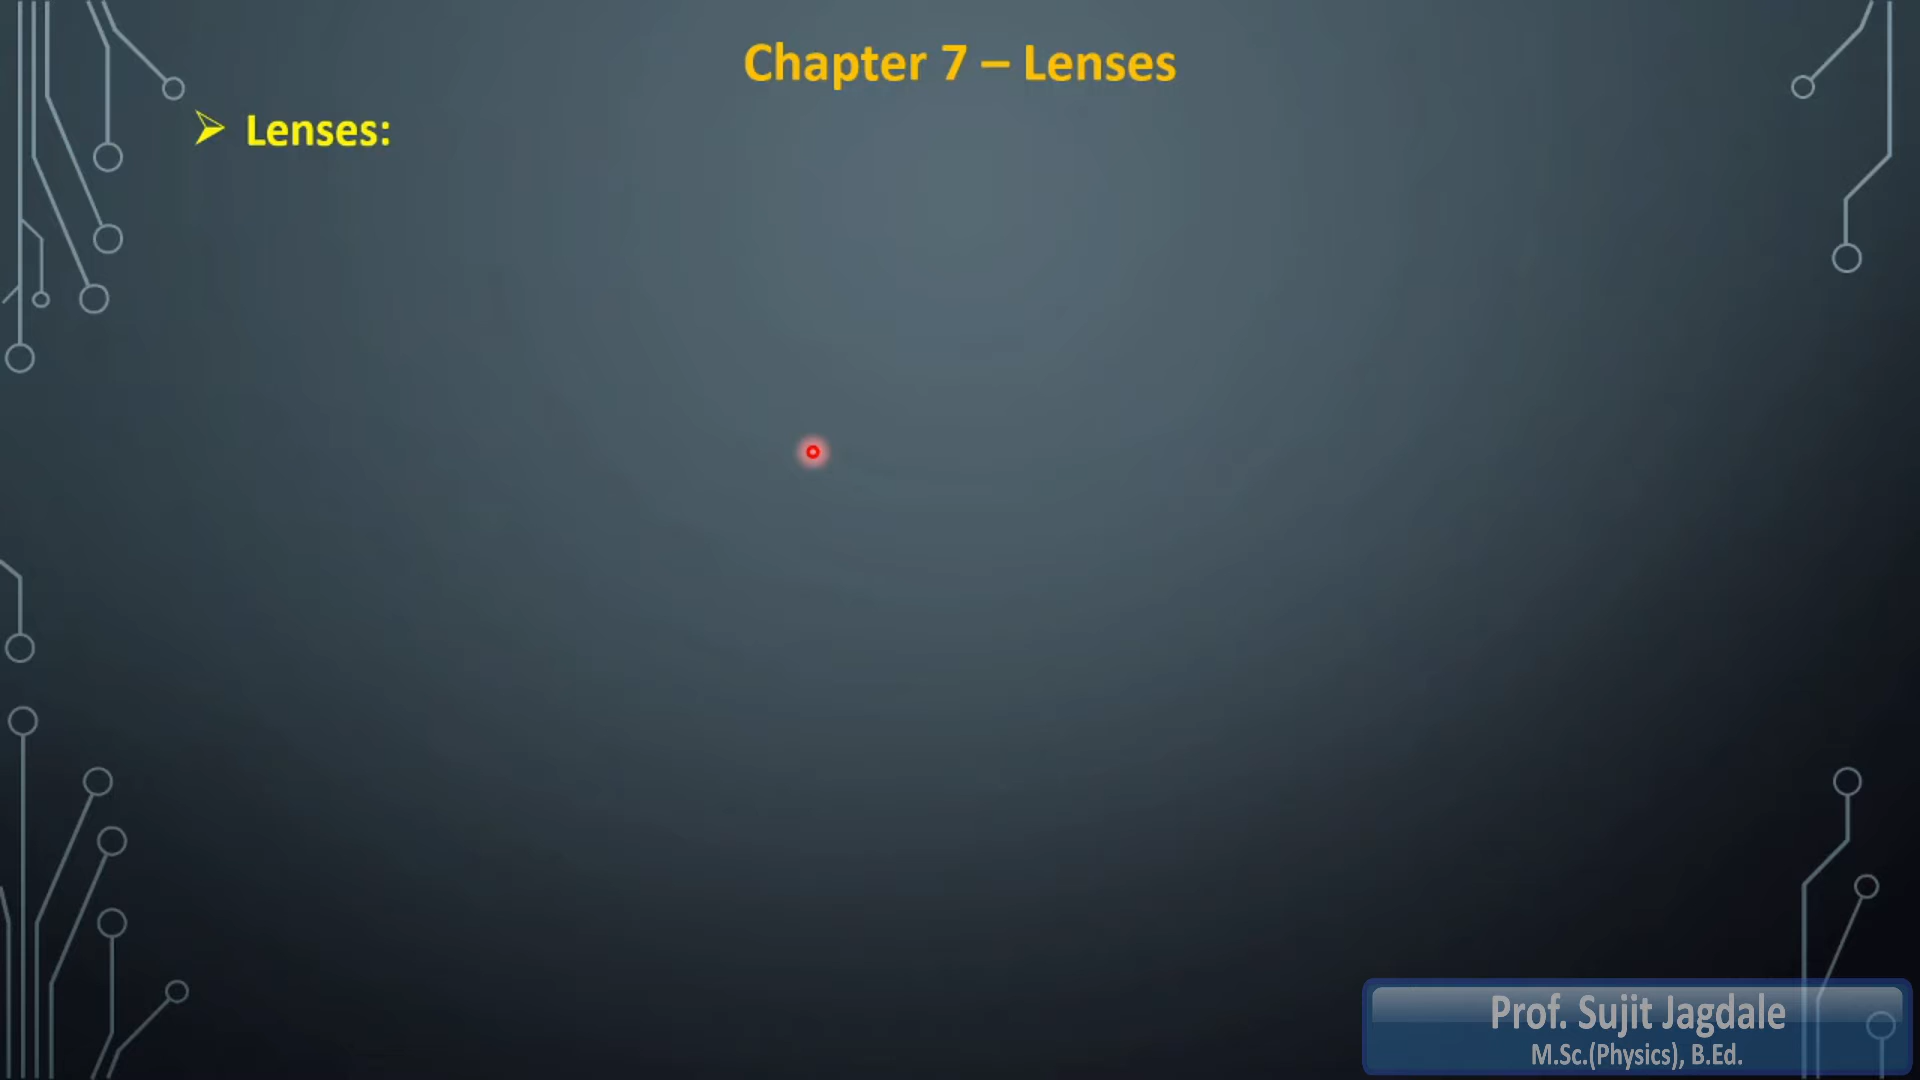 Chapter 7 – Lenses
Lenses:
Prof. Sujit Jagdale
M.Sc.(Physics), B.Ed.